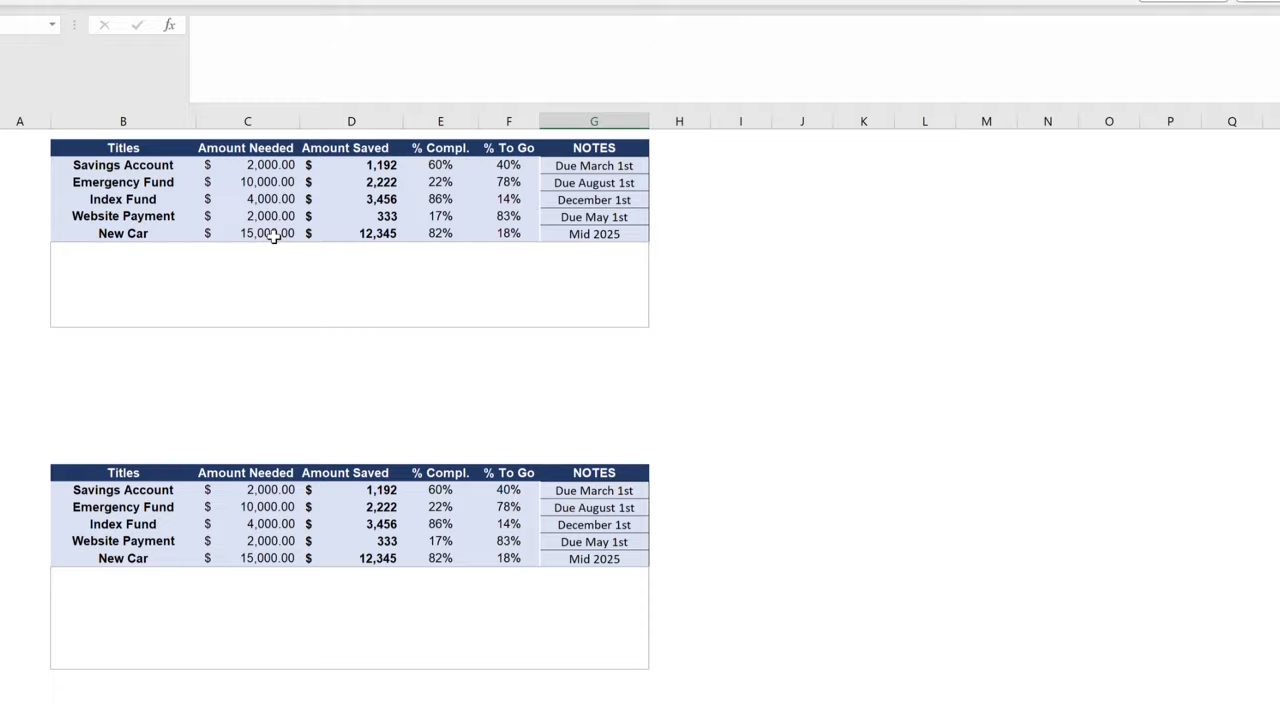 fx
A B C D E F G H I J K L M N O P Q
Titles Amount Needed Amount Saved % Compl. % To Go NOTES
Savings Account $ 2,000.00 $ 1,192 60% 40% Due March 1st
Emergency Fund $ 10,000.00 $ 2,222 22% 78% Due August 1st
Index Fund $ 4,000.00 $ 3,456 86% 14% December 1st
Website Payment $ 2,000.00 $ 333 17% 83% Due May 1st
New Car $ 15,000.00 $ 12,345 82% 18% Mid 2025
Titles Amount Needed Amount Saved % Compl. % To Go NOTES
Savings Account $ 2,000.00 $ 1,192 60% 40% Due March 1st
Emergency Fund $ 10,000.00 $ 2,222 22% 78% Due August 1st
Index Fund $ 4,000.00 $ 3,456 86% 14% December 1st
Website Payment $ 2,000.00 $ 333 17% 83% Due May 1st
New Car $ 15,000.00 $ 12,345 82% 18% Mid 2025